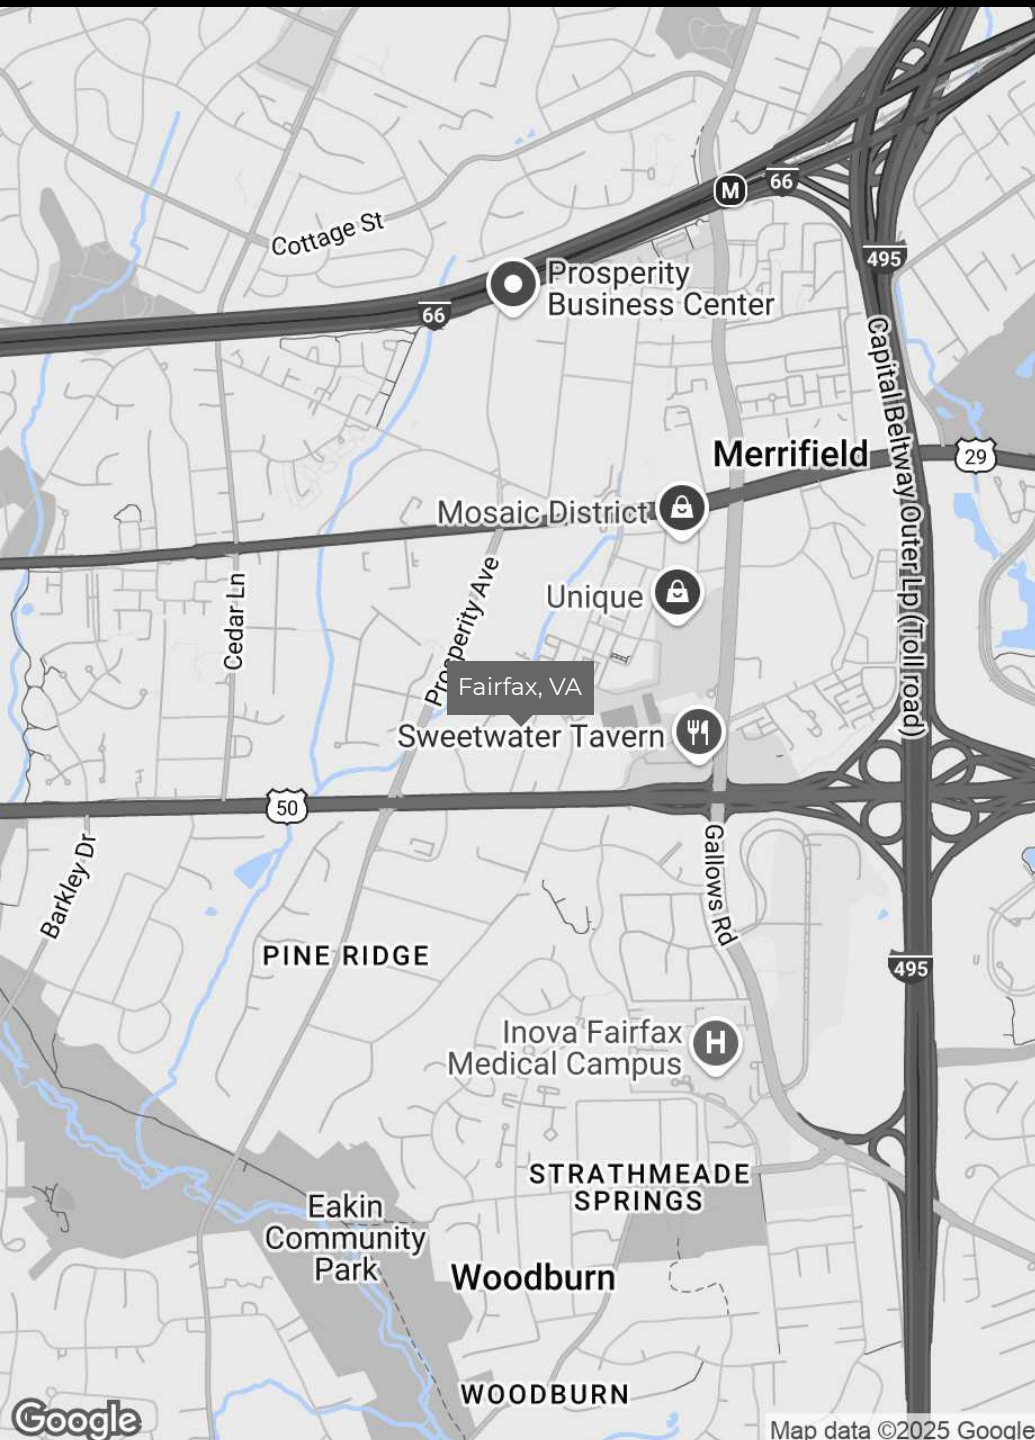 M
66
Cottage St
495
Prosperity
Business Center
66
Capital Beltway Outer Lp (Toll road)
Merrifield
29
Mosaic District
Cedar Ln
Prosperity Ave
Unique
Fairfax, VA
Sweetwater Tavern
50
Barkley Dr
Gallows Rd
PINE RIDGE
495
Inova Fairfax
Medical Campus
H
STRATHMEADE
SPRINGS
Eakin
Community
Park
Woodburn
WOODBURN
Google
Map data ©2025 Google